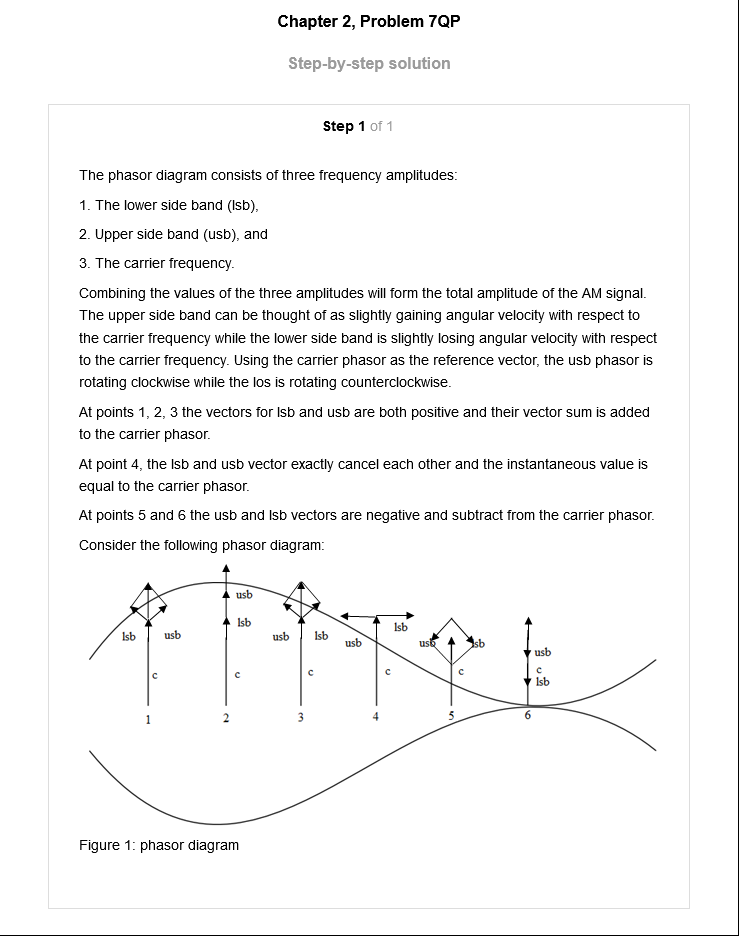 Chapter 2, Problem 7QP
Step-by-step solution
Step 1 of 1
The phasor diagram consists of three frequency amplitudes:
1. The lower side band (lsb),
2. Upper side band (usb), and
3. The carrier frequency.
Combining the values of the three amplitudes will form the total amplitude of the AM signal.
The upper side band can be thought of as slightly gaining angular velocity with respect to
the carrier frequency while the lower side band is slightly losing angular velocity with respect
to the carrier frequency. Using the carrier phasor as the reference vector, the usb phasor is
rotating clockwise while the los is rotating counterclockwise.
At points 1, 2, 3 the vectors for lsb and usb are both positive and their vector sum is added
to the carrier phasor.
At point 4, the lsb and usb vector exactly cancel each other and the instantaneous value is
equal to the carrier phasor.
At points 5 and 6 the usb and lsb vectors are negative and subtract from the carrier phasor.
Consider the following phasor diagram:
usb
lsb
lsb
lsb usb usb lsb usb usb lsb usb
c c c c c c
lsb
1 2 3 4 5 6
Figure 1: phasor diagram